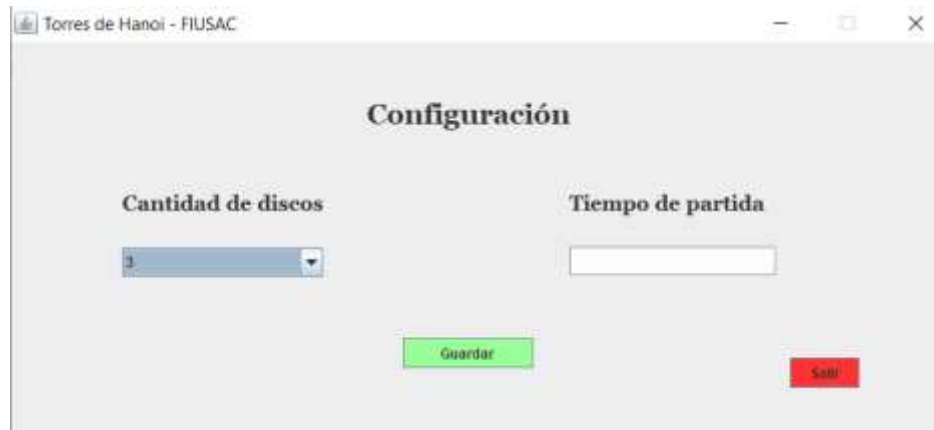 Torres de Hanoi - FIUSAC
Configuración
Cantidad de discos
Tiempo de partida
3
Guardar
Salir